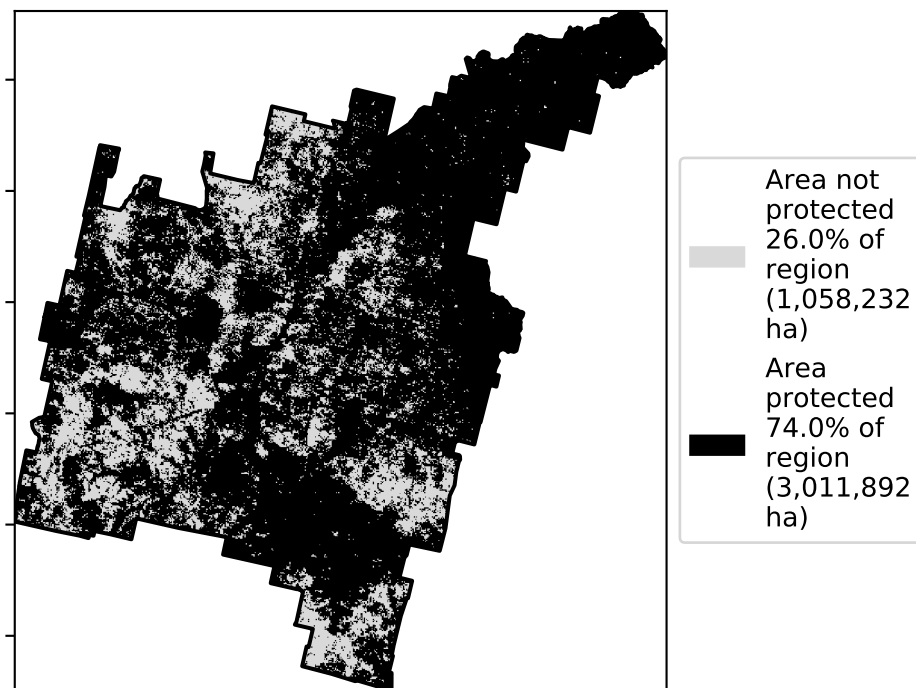 Area not
protected
26.0% of
region
(1,058,232
ha)
Area
protected
74.0% of
region
(3,011,892
ha)